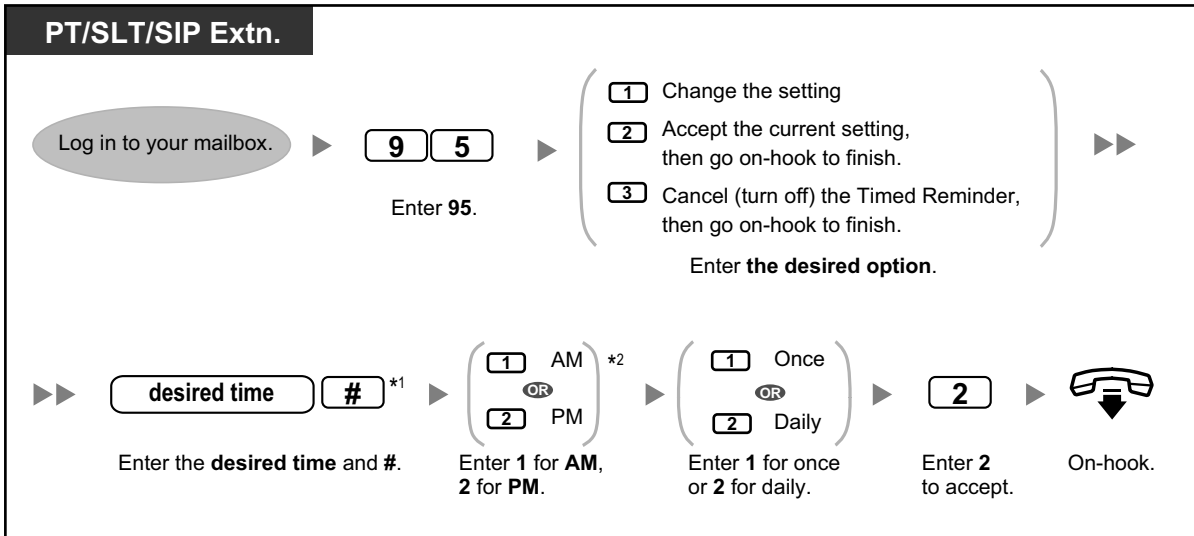 PT/SLT/SIP Extn.
Log in to your mailbox.
9 5
Enter 95.
1 Change the setting
2 Accept the current setting,
then go on-hook to finish.
3 Cancel (turn off) the Timed Reminder,
then go on-hook to finish.
Enter the desired option.
desired time # *1
Enter the desired time and #.
1 AM *2
OR
2 PM
Enter 1 for AM,
2 for PM.
1 Once
OR
2 Daily
Enter 1 for once
or 2 for daily.
2
Enter 2
to accept.
On-hook.